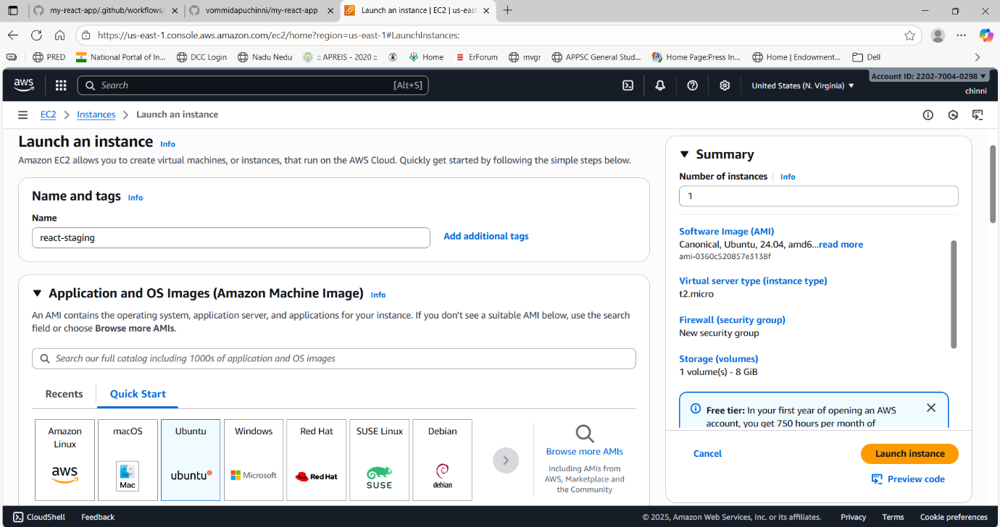 my-react-app/.github/workflows/
vommidapuchinni/my-react-app
Launch an instance | EC2 | us-east
https://us-east-1.console.aws.amazon.com/ec2/home?region=us-east-1#LaunchInstances:
PRED
National Portal of In...
DCC Login
Nadu Nedu
:: APREIS - 2020 ::
Home
ErForum
mvgr
APPSC General Stud...
Home Page:Press In...
Home | Endowment...
Dell
aws
Search
[Alt+S]
United States (N. Virginia)
Account ID: 2202-7004-0298
chinni
EC2
Instances
Launch an instance
Launch an instance Info
Amazon EC2 allows you to create virtual machines, or instances, that run on the AWS Cloud. Quickly get started by following the simple steps below.
Name and tags Info
Name
react-staging
Add additional tags
Application and OS Images (Amazon Machine Image) Info
An AMI contains the operating system, application server, and applications for your instance. If you don't see a suitable AMI below, use the search
field or choose Browse more AMIs.
Search our full catalog including 1000s of application and OS images
Recents
Quick Start
Amazon
Linux
aws
macOS
Mac
Ubuntu
ubuntu
Windows
Microsoft
Red Hat
RedHat
SUSE Linux
SUSE
Debian
debian
Browse more AMIs
Including AMIs from
AWS, Marketplace and
the Community
Summary
Number of instances Info
1
Software Image (AMI)
Canonical, Ubuntu, 24.04, amd6...read more
ami-0360c520857e3138f
Virtual server type (instance type)
t2.micro
Firewall (security group)
New security group
Storage (volumes)
1 volume(s) - 8 GiB
Free tier: In your first year of opening an AWS
account, you get 750 hours per month of
Cancel
Launch instance
Preview code
CloudShell
Feedback
© 2025, Amazon Web Services, Inc. or its affiliates.
Privacy
Terms
Cookie preferences